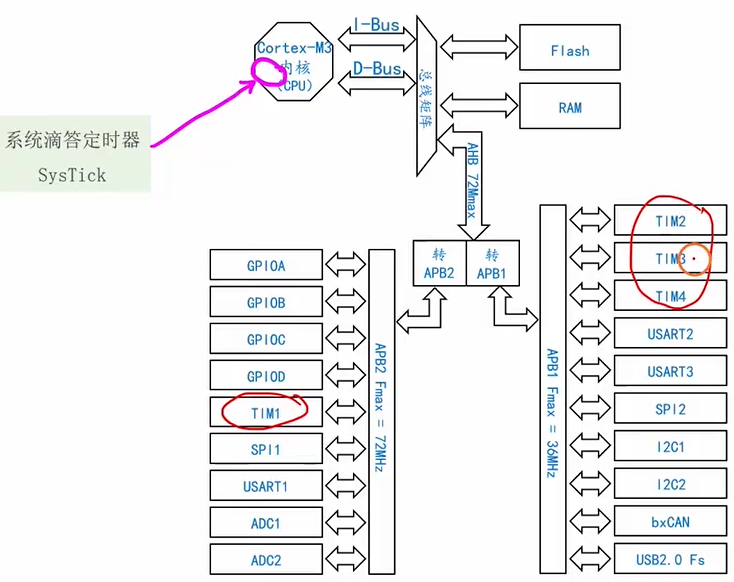 I-Bus
Cortex-M3
内核
(CPU)
D-Bus
总线矩阵
Flash
RAM
系统滴答定时器
SysTick
AHB 72Mmax
转
APB2
转
APB1
GPIOA
GPIOB
GPIOC
GPIOD
TIM1
SPI1
USART1
ADC1
ADC2
APB2 Fmax = 72MHz
APB1 Fmax = 36MHz
TIM2
TIM3
TIM4
USART2
USART3
SPI2
I2C1
I2C2
bxCAN
USB2.0 Fs